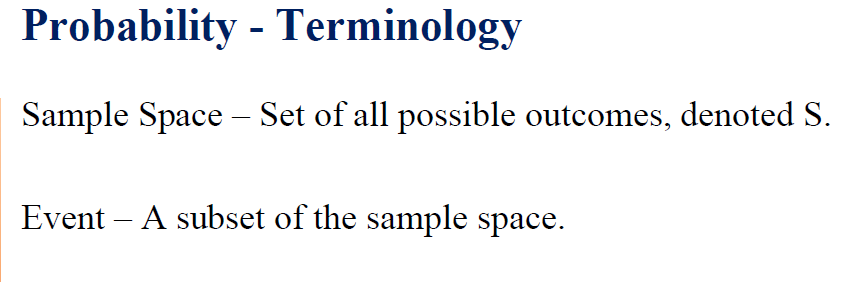 Probability - Terminology
Sample Space – Set of all possible outcomes, denoted S.
Event – A subset of the sample space.